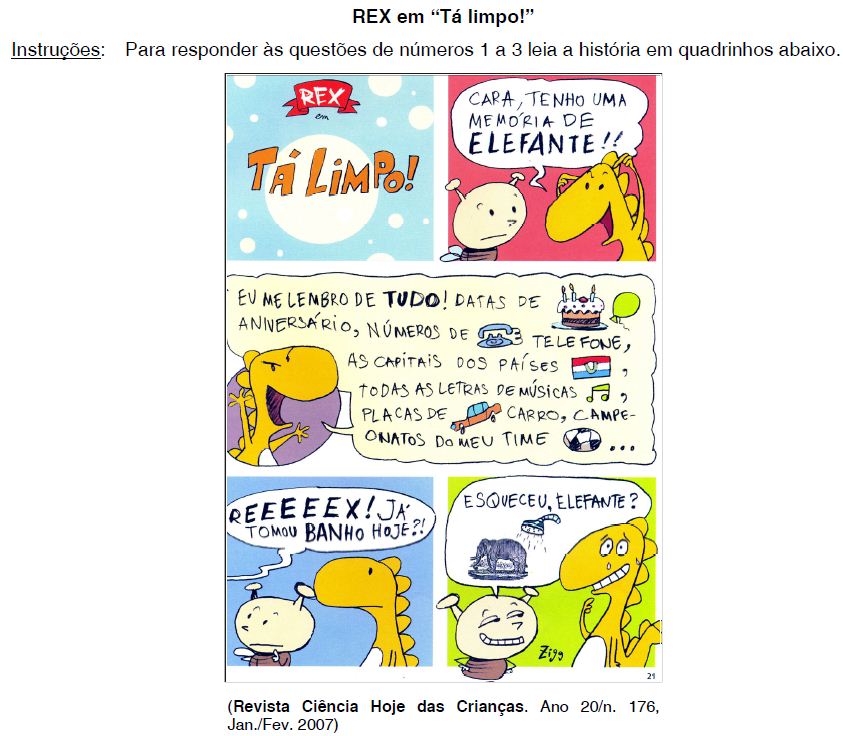 REX em “Tá limpo!”
Instruções: Para responder às questões de números 1 a 3 leia a história em quadrinhos abaixo.
REX
em
TÁ LIMPO!
CARA, TENHO UMA
MEMÓRIA DE
ELEFANTE!!
EU ME LEMBRO DE TUDO! DATAS DE
ANIVERSÁRIO, NÚMEROS DE TELEFONE,
AS CAPITAIS DOS PAÍSES ,
TODAS AS LETRAS DE MÚSICAS ,
PLACAS DE CARRO, CAMPE-
ONATOS DO MEU TIME ...
REEEEEX! JÁ
TOMOU BANHO HOJE?!
ESQUECEU, ELEFANTE?
Zigg
21
(Revista Ciência Hoje das Crianças. Ano 20/n. 176,
Jan./Fev. 2007)